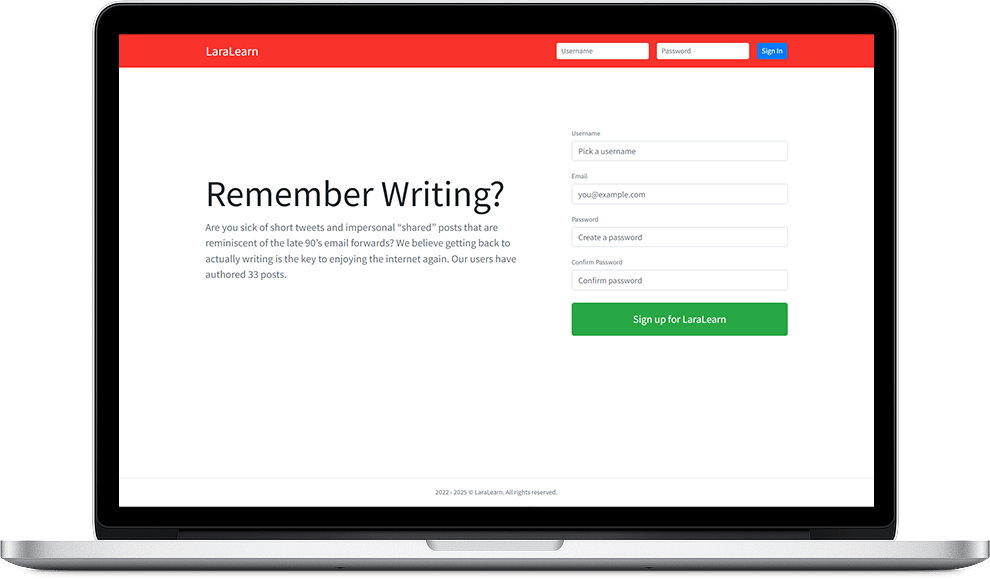 LaraLearn
Username
Password
Sign In
Remember Writing?
Are you sick of short tweets and impersonal “shared” posts that are
reminiscent of the late 90’s email forwards? We believe getting back to
actually writing is the key to enjoying the internet again. Our users have
authored 33 posts.
Username
Pick a username
Email
you@example.com
Password
Create a password
Confirm Password
Confirm password
Sign up for LaraLearn
2022 - 2025 © LaraLearn. All rights reserved.